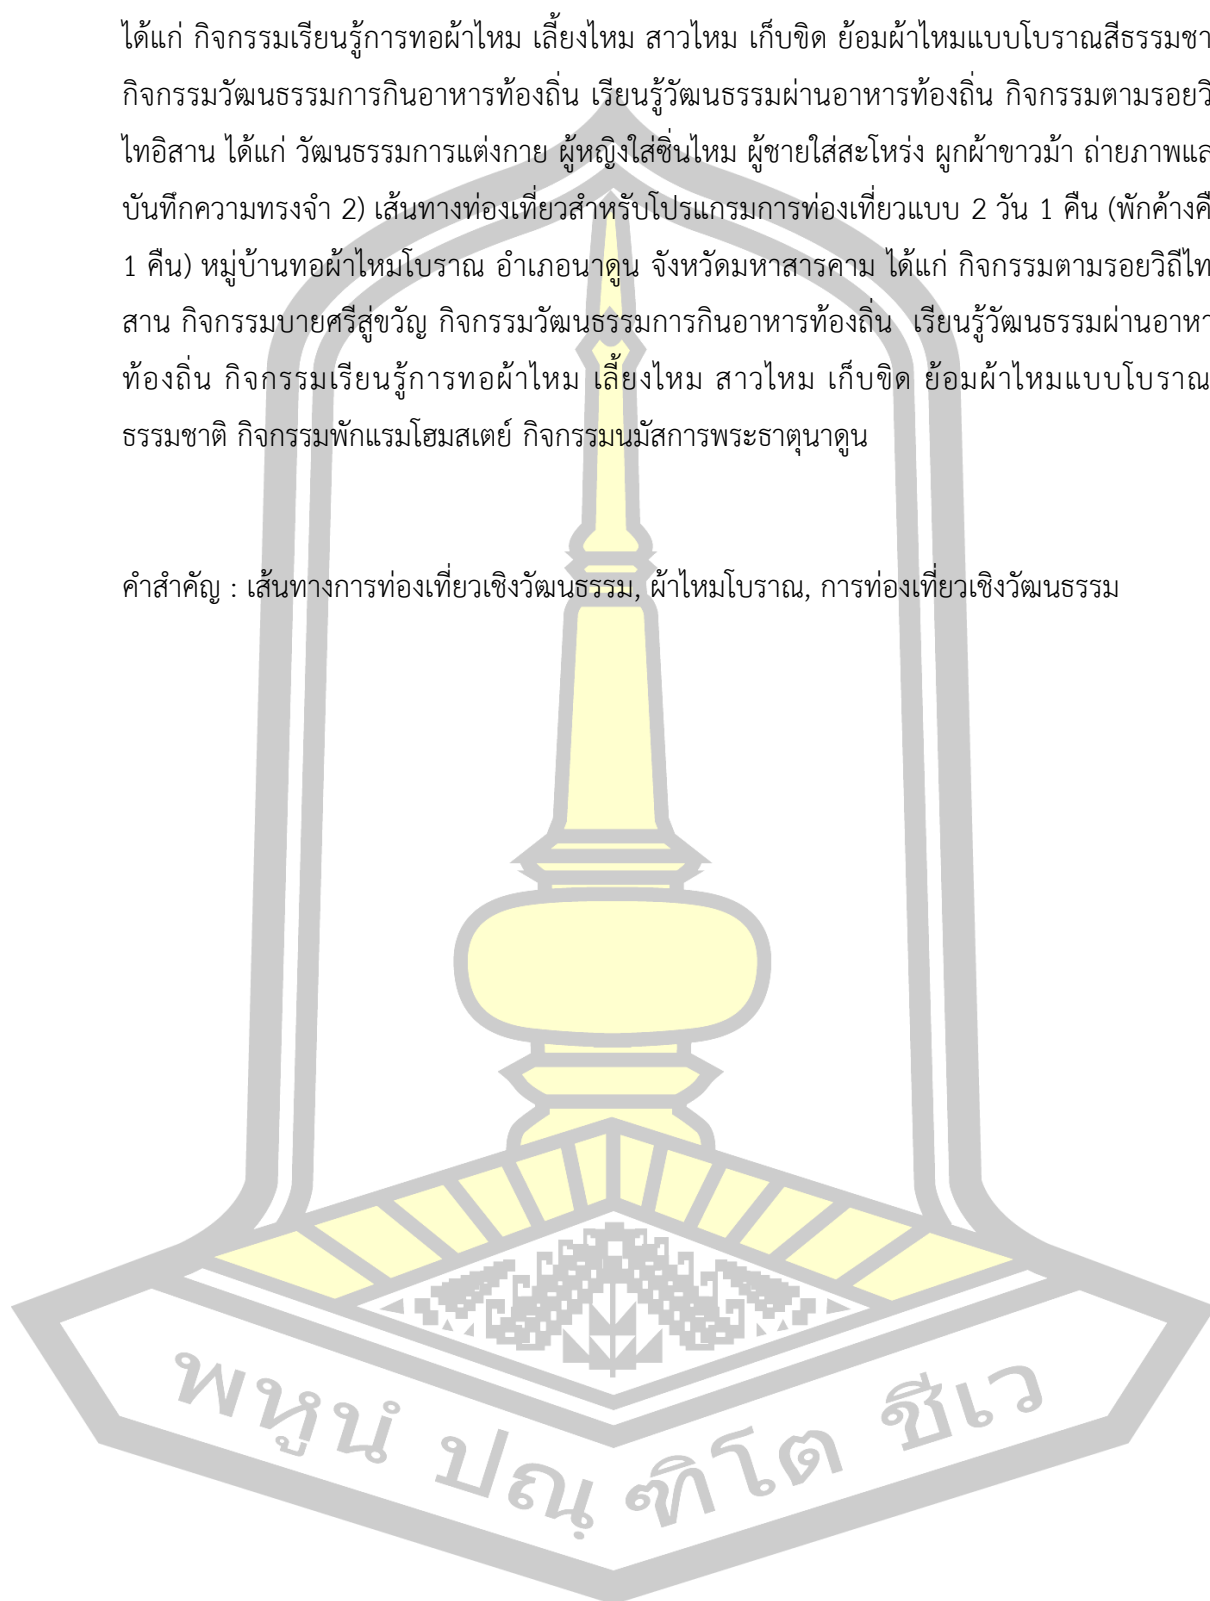 ได้แก่ กิจกรรมเรียนรู้การทอผ้าไหม เลี้ยงไหม สาวไหม เก็บขิด ย้อมผ้าไหมแบบโบราณสีธรรมชา
กิจกรรมวัฒนธรรมการกินอาหารท้องถิ่น เรียนรู้วัฒนธรรมผ่านอาหารท้องถิ่น กิจกรรมตามรอยวิ
ไทอิสาน ได้แก่ วัฒนธรรมการแต่งกาย ผู้หญิงใส่ซิ่นไหม ผู้ชายใส่สะโหร่ง ผูกผ้าขาวม้า ถ่ายภาพแล
บันทึกความทรงจำ 2) เส้นทางท่องเที่ยวสำหรับโปรแกรมการท่องเที่ยวแบบ 2 วัน 1 คืน (พักค้างคื
1 คืน) หมู่บ้านทอผ้าไหมโบราณ อำเภอนาดูน จังหวัดมหาสารคาม ได้แก่ กิจกรรมตามรอยวิถีไท
สาน กิจกรรมบายศรีสู่ขวัญ กิจกรรมวัฒนธรรมการกินอาหารท้องถิ่น เรียนรู้วัฒนธรรมผ่านอาหา
ท้องถิ่น กิจกรรมเรียนรู้การทอผ้าไหม เลี้ยงไหม สาวไหม เก็บขิด ย้อมผ้าไหมแบบโบราณ
ธรรมชาติ กิจกรรมพักแรมโฮมสเตย์ กิจกรรมนมัสการพระธาตุนาดูน
คำสำคัญ : เส้นทางการท่องเที่ยวเชิงวัฒนธรรม, ผ้าไหมโบราณ, การท่องเที่ยวเชิงวัฒนธรรม
พหูนํ ปณฺ ฑิโต ชีเว